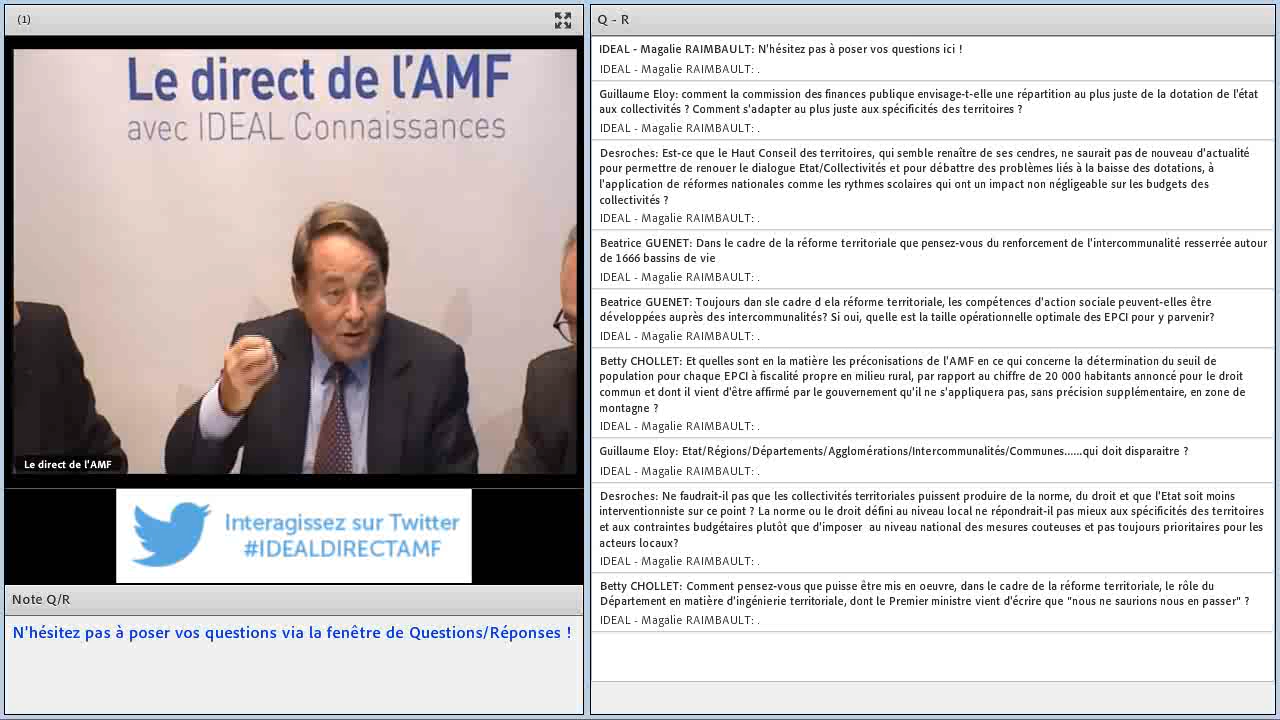 (1)
Le direct de l'AMF
avec IDEAL Connaissances
Le direct de l'AMF
Interagissez sur Twitter
#IDEALDIRECTAMF
Note Q/R
N'hésitez pas à poser vos questions via la fenêtre de Questions/Réponses !
Q - R
IDEAL - Magalie RAIMBAULT: N'hésitez pas à poser vos questions ici !
IDEAL - Magalie RAIMBAULT: .
Guillaume Eloy: comment la commission des finances publique envisage-t-elle une répartition au plus juste de la dotation de l'état
aux collectivités ? Comment s'adapter au plus juste aux spécificités des territoires ?
IDEAL - Magalie RAIMBAULT: .
Desroches: Est-ce que le Haut Conseil des territoires, qui semble renaître de ses cendres, ne saurait pas de nouveau d'actualité
pour permettre de renouer le dialogue Etat/Collectivités et pour débattre des problèmes liés à la baisse des dotations, à
l'application de réformes nationales comme les rythmes scolaires qui ont un impact non négligeable sur les budgets des
collectivités ?
IDEAL - Magalie RAIMBAULT: .
Beatrice GUENET: Dans le cadre de la réforme territoriale que pensez-vous du renforcement de l'intercommunalité resserrée autour
de 1666 bassins de vie
IDEAL - Magalie RAIMBAULT: .
Beatrice GUENET: Toujours dan sle cadre d ela réforme territoriale, les compétences d'action sociale peuvent-elles être
développées auprès des intercommunalités? Si oui, quelle est la taille opérationnelle optimale des EPCI pour y parvenir?
IDEAL - Magalie RAIMBAULT: .
Betty CHOLLET: Et quelles sont en la matière les préconisations de l'AMF en ce qui concerne la détermination du seuil de
population pour chaque EPCI à fiscalité propre en milieu rural, par rapport au chiffre de 20 000 habitants annoncé pour le droit
commun et dont il vient d'être affirmé par le gouvernement qu'il ne s'appliquera pas, sans précision supplémentaire, en zone de
montagne ?
IDEAL - Magalie RAIMBAULT: .
Guillaume Eloy: Etat/Régions/Départements/Agglomérations/Intercommunalités/Communes......qui doit disparaitre ?
IDEAL - Magalie RAIMBAULT: .
Desroches: Ne faudrait-il pas que les collectivités territoriales puissent produire de la norme, du droit et que l'Etat soit moins
interventionniste sur ce point ? La norme ou le droit défini au niveau local ne répondrait-il pas mieux aux spécificités des territoires
et aux contraintes budgétaires plutôt que d'imposer au niveau national des mesures couteuses et pas toujours prioritaires pour les
acteurs locaux?
IDEAL - Magalie RAIMBAULT: .
Betty CHOLLET: Comment pensez-vous que puisse être mis en oeuvre, dans le cadre de la réforme territoriale, le rôle du
Département en matière d'ingénierie territoriale, dont le Premier ministre vient d'écrire que "nous ne saurions nous en passer" ?
IDEAL - Magalie RAIMBAULT: .